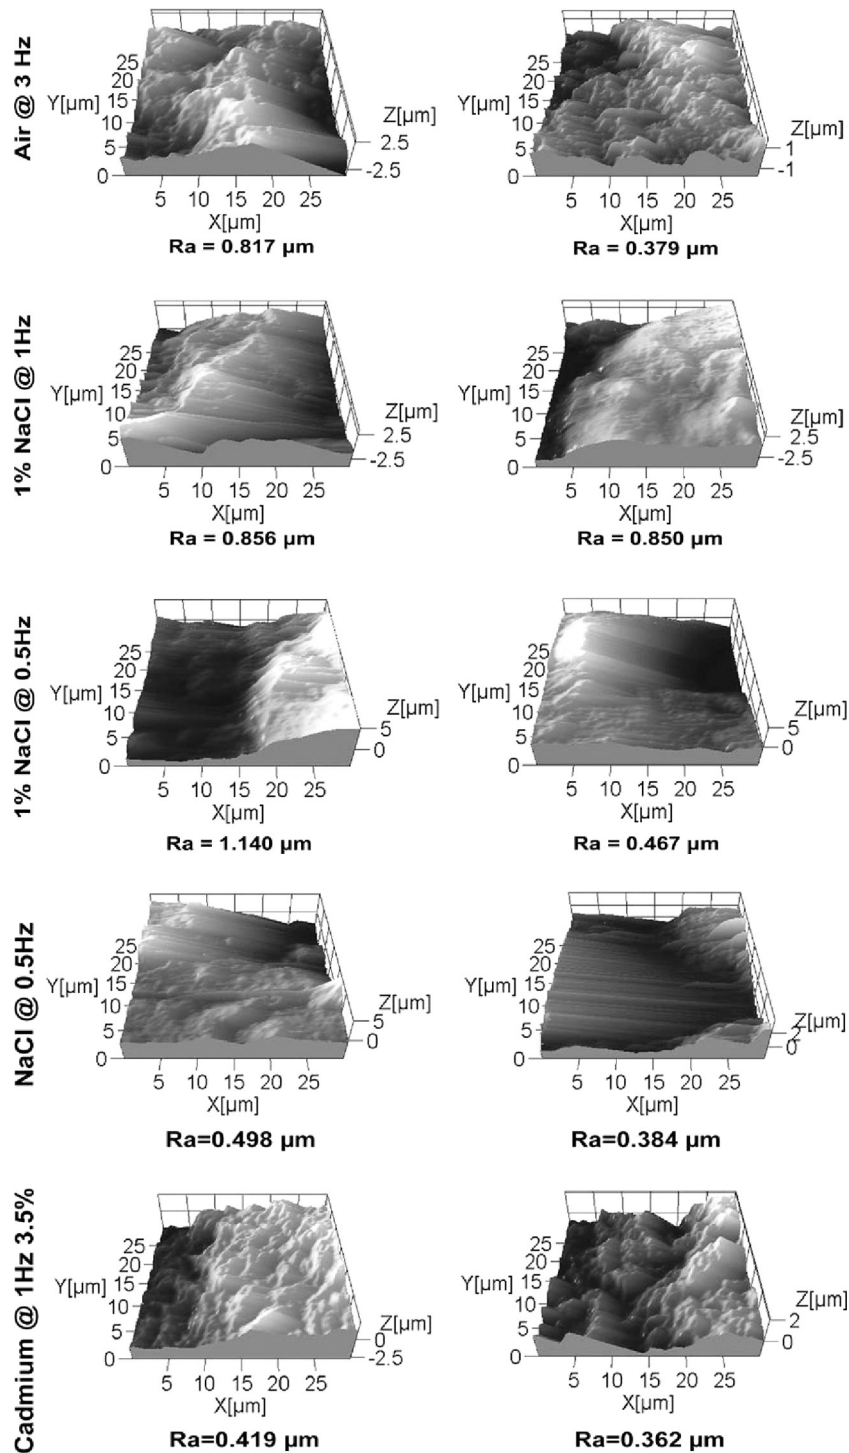 Air @ 3 Hz
25
20
15
Y[µm]
10
5
0
Z[µm]
2.5
-2.5
5 10 15 20 25
X[µm]
Ra = 0.817 µm
25
20
15
Y[µm]
10
5
0
Z[µm]
1
-1
5 10 15 20 25
X[µm]
Ra = 0.379 µm
1% NaCl @ 1Hz
25
20
Y[µm] 15
10
5
0
Z[µm]
2.5
-2.5
5 10 15 20 25
X[µm]
Ra = 0.856 µm
25
20
Y[µm] 15
10
5
0
Z[µm]
2.5
-2.5
5 10 15 20 25
X[µm]
Ra = 0.850 µm
1% NaCl @ 0.5Hz
25
20
Y[µm] 15
10
5
0
Z[µm]
5
0
5 10 15 20 25
X[µm]
Ra = 1.140 µm
25
20
Y[µm] 15
10
5
0
Z[µm]
5
0
5 10 15 20 25
X[µm]
Ra = 0.467 µm
NaCl @ 0.5Hz
25
20
15
Y[µm]
10
5
0
Z[µm]
5
0
5 10 15 20 25
X[µm]
Ra=0.498 µm
25
20
15
Y[µm]
10
5
0
Z[µm]
2
0
5 10 15 20 25
X[µm]
Ra=0.384 µm
Cadmium @ 1Hz 3.5%
25
20
Y[µm] 15
10
5
0
Z[µm]
0
-2.5
5 10 15 20 25
X[µm]
Ra=0.419 µm
25
20
Y[µm] 15
10
5
0
Z[µm]
2
0
5 10 15 20 25
X[µm]
Ra=0.362 µm